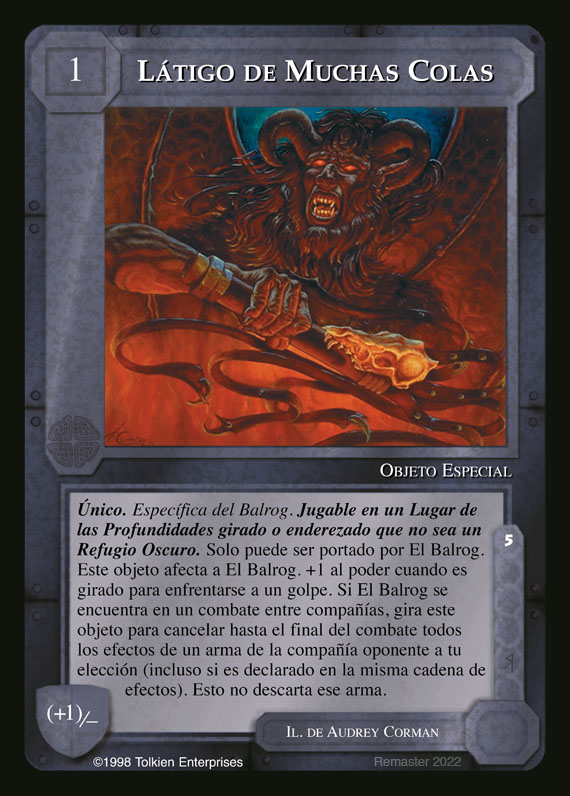 1
LÁTIGO DE MUCHAS COLAS
OBJETO ESPECIAL
Único. Específica del Balrog. Jugable en un Lugar de
las Profundidades girado o enderezado que no sea un
Refugio Oscuro. Solo puede ser portado por El Balrog.
Este objeto afecta a El Balrog. +1 al poder cuando es
girado para enfrentarse a un golpe. Si El Balrog se
encuentra en un combate entre compañías, gira este
objeto para cancelar hasta el final del combate todos
los efectos de un arma de la compañía oponente a tu
elección (incluso si es declarado en la misma cadena de
efectos). Esto no descarta ese arma.
5
(+1)/–
IL. DE AUDREY CORMAN
©1998 Tolkien Enterprises
Remaster 2022